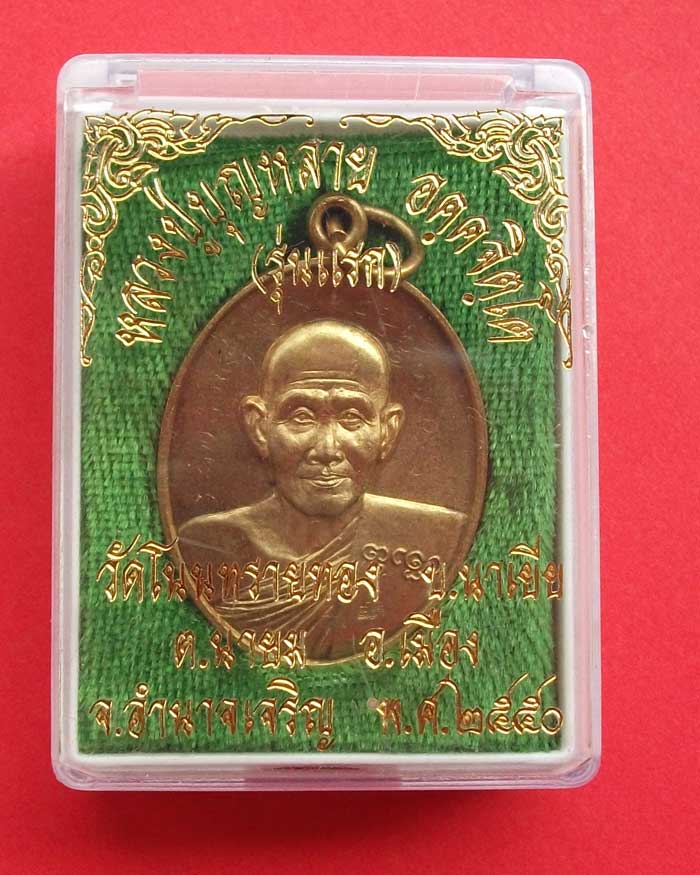 หลวงปู่บุญหลาย อคฺคจิตฺโต
(รุ่นแรก)
วัดโนนทรายทอง บ.นาเยีย
ต.นายม อ.เมือง
จ.อำนาจเจริญ พ.ศ.๒๕๕๐